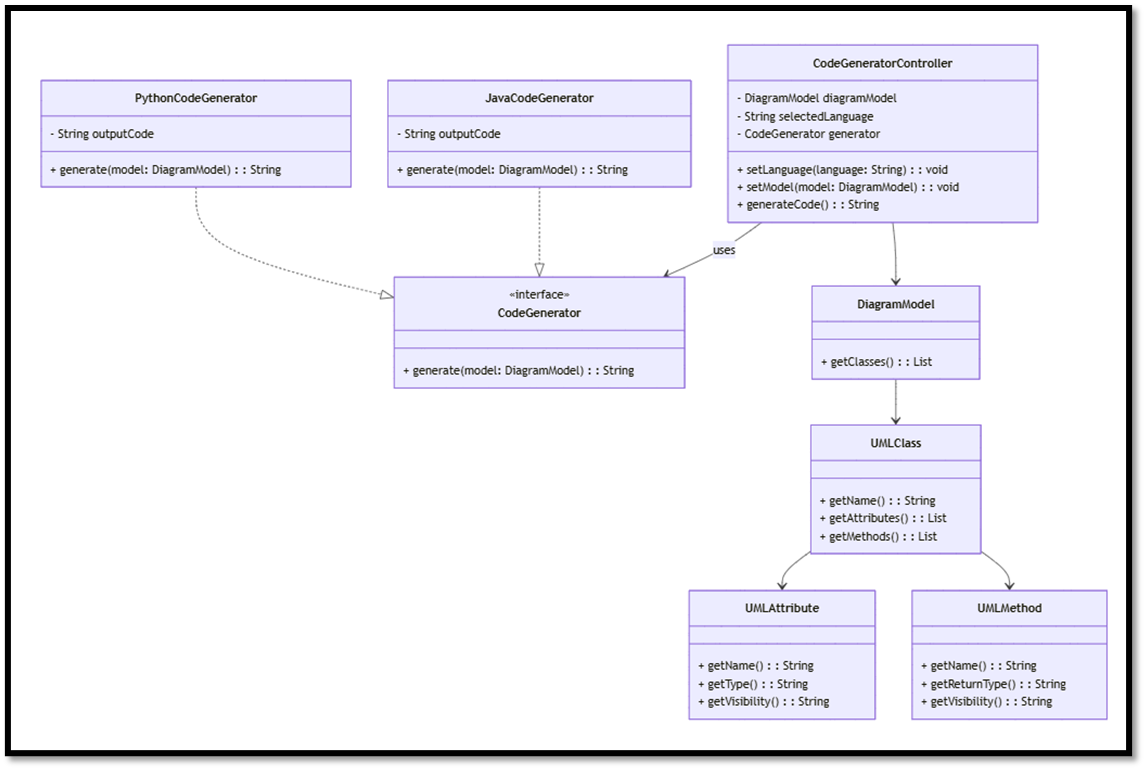 PythonCodeGenerator
- String outputCode
+ generate(model: DiagramModel) : : String
JavaCodeGenerator
- String outputCode
+ generate(model: DiagramModel) : : String
CodeGeneratorController
- DiagramModel diagramModel
- String selectedLanguage
- CodeGenerator generator
+ setLanguage(language: String) : : void
+ setModel(model: DiagramModel) : : void
+ generateCode() : : String
uses
«interface»
CodeGenerator
+ generate(model: DiagramModel) : : String
DiagramModel
+ getClasses() : : List
UMLClass
+ getName() : : String
+ getAttributes() : : List
+ getMethods() : : List
UMLAttribute
+ getName() : : String
+ getType() : : String
+ getVisibility() : : String
UMLMethod
+ getName() : : String
+ getReturnType() : : String
+ getVisibility() : : String